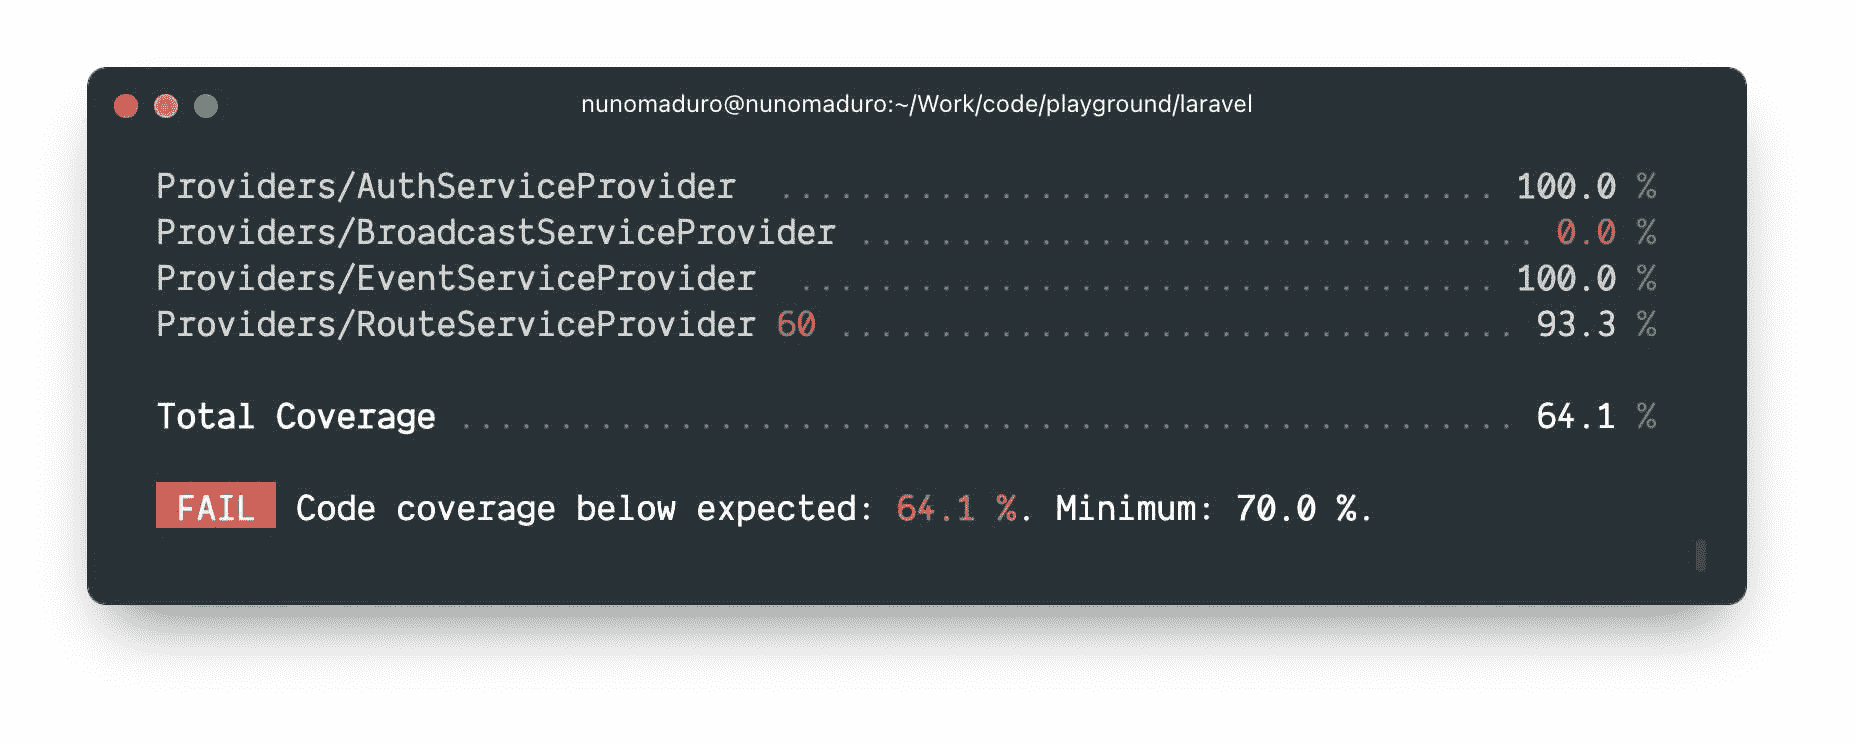 nunomaduro@nunomaduro:~/Work/code/playground/laravel
Providers/AuthServiceProvider .................................... 100.0 %
Providers/BroadcastServiceProvider .................................. 0.0 %
Providers/EventServiceProvider ................................... 100.0 %
Providers/RouteServiceProvider 60 .................................. 93.3 %
Total Coverage ..................................................... 64.1 %
FAIL Code coverage below expected: 64.1 %. Minimum: 70.0 %.